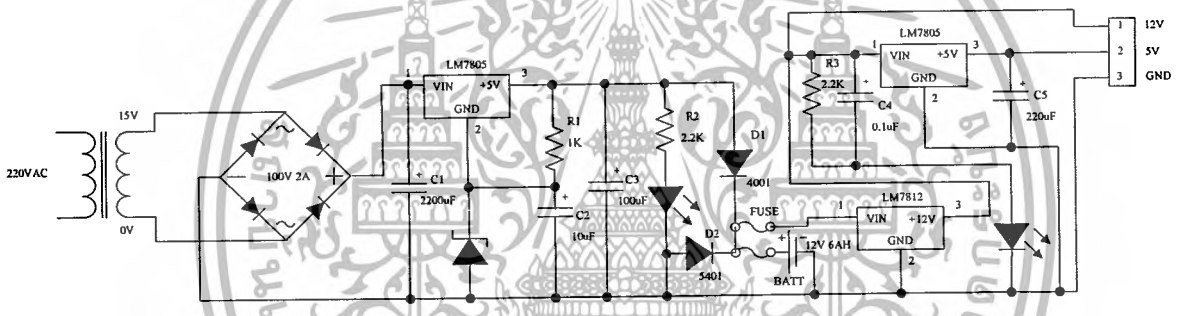 220VAC
15V
0V
100V 2A
1
LM7805
3
VIN
+5V
GND
2
C1
2200uF
R1
1K
C2
10uF
C3
100uF
R2
2.2K
D1
4001
D2
5401
FUSE
12V 6AH
BATT
R3
2.2K
C4
0.1uF
1
LM7805
3
VIN
+5V
GND
2
C5
220uF
LM7812
1
3
VIN
+12V
GND
2
1
12V
2
5V
3
GND